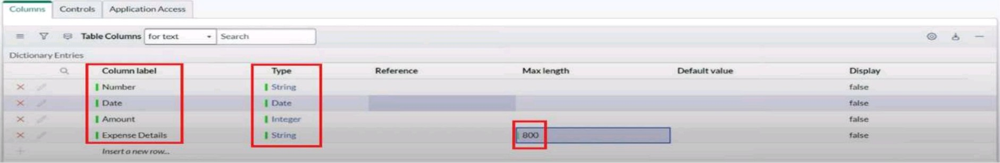 Columns Controls Application Access
Table Columns for text Search
Dictionary Entries
Column label Type Reference Max length Default value Display
Number String false
Date Date false
Amount Integer false
Expense Details String 800 false
Insert a new row...